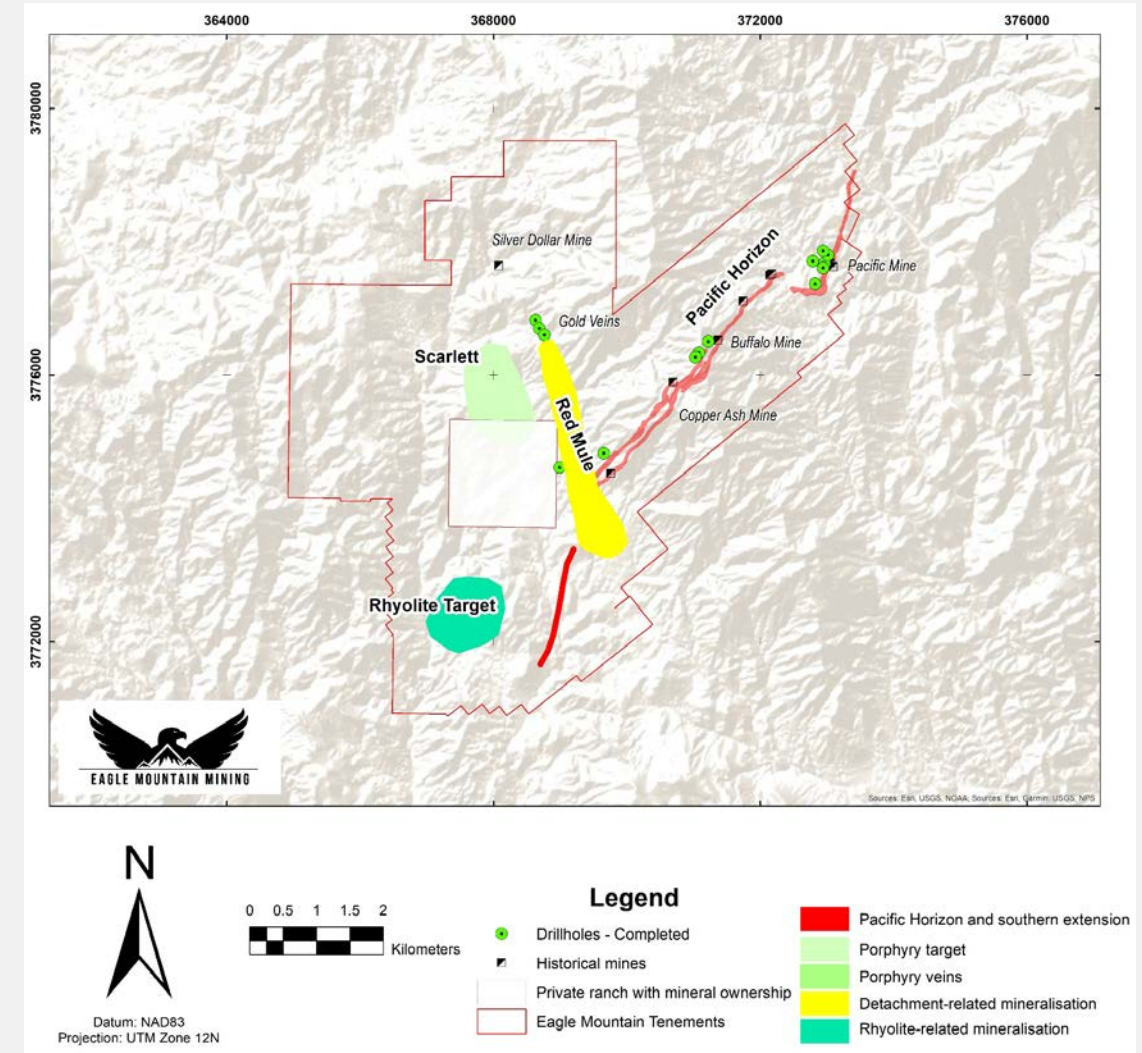 364000
368000
372000
376000
3780000
3776000
3772000
Silver Dollar Mine
Pacific Horizon
Pacific Mine
Gold Veins
Scarlett
Buffalo Mine
Red Mule
Copper Ash Mine
Rhyolite Target
EAGLE MOUNTAIN MINING
Sources: Esri, USGS, NOAA; Sources: Esri, Garmin, USGS, NPS
N
0 0.5 1 1.5 2
Kilometers
Datum: NAD83
Projection: UTM Zone 12N
Legend
Drillholes - Completed
Historical mines
Private ranch with mineral ownership
Eagle Mountain Tenements
Pacific Horizon and southern extension
Porphyry target
Porphyry veins
Detachment-related mineralisation
Rhyolite-related mineralisation